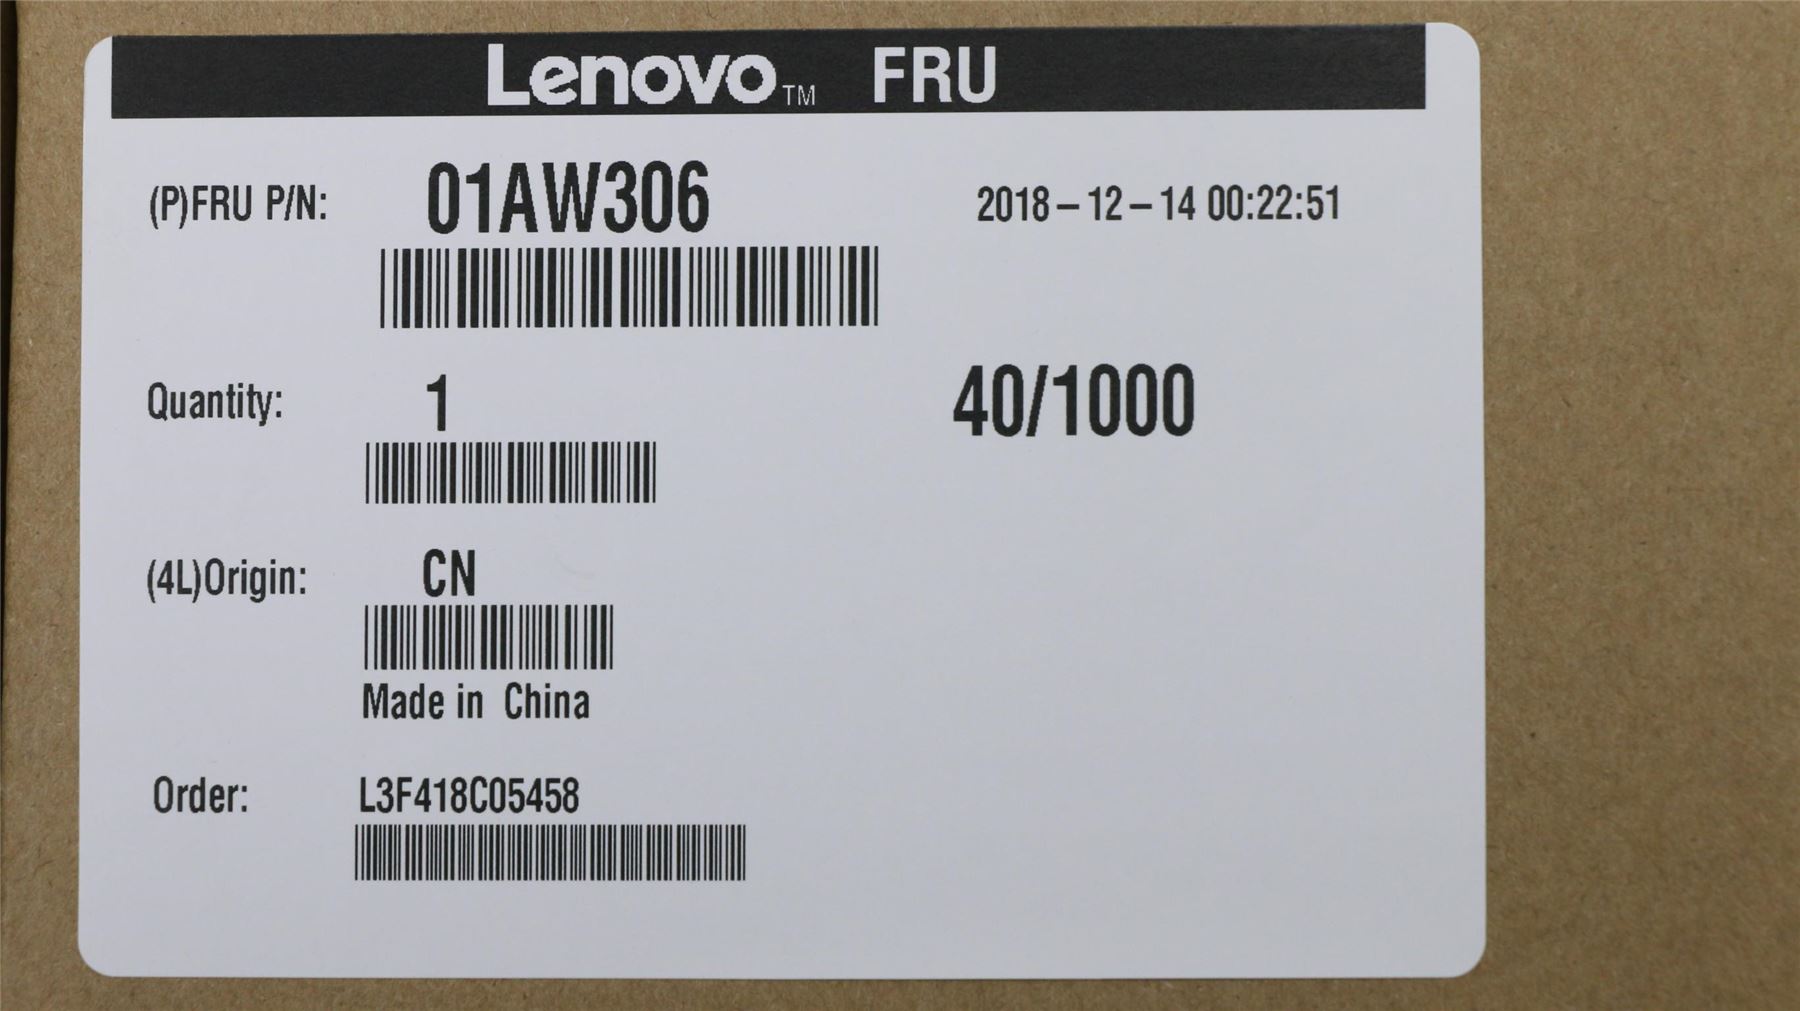 Lenovo™ FRU
(P)FRU P/N: 01AW306 2018-12-14 00:22:51
Quantity: 1 40/1000
(4L)Origin: CN
Made in China
Order: L3F418C05458